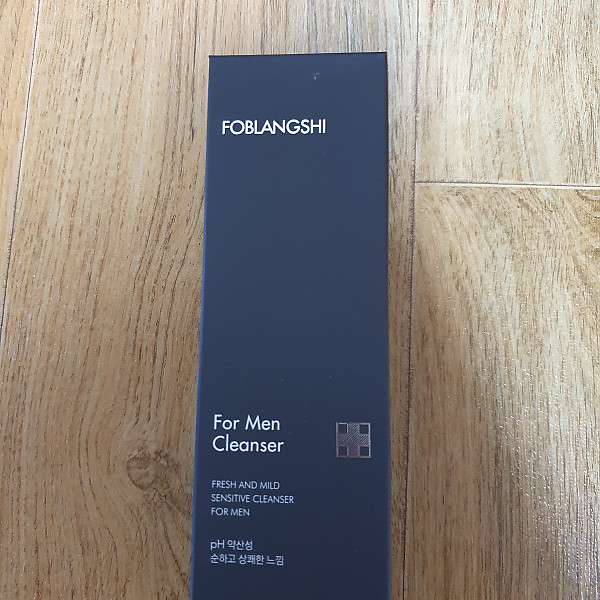 FOBLANGSHI
For Men
Cleanser
FRESH AND MILD
SENSITIVE CLEANSER
FOR MEN
pH 약산성
순하고 상쾌한 느낌